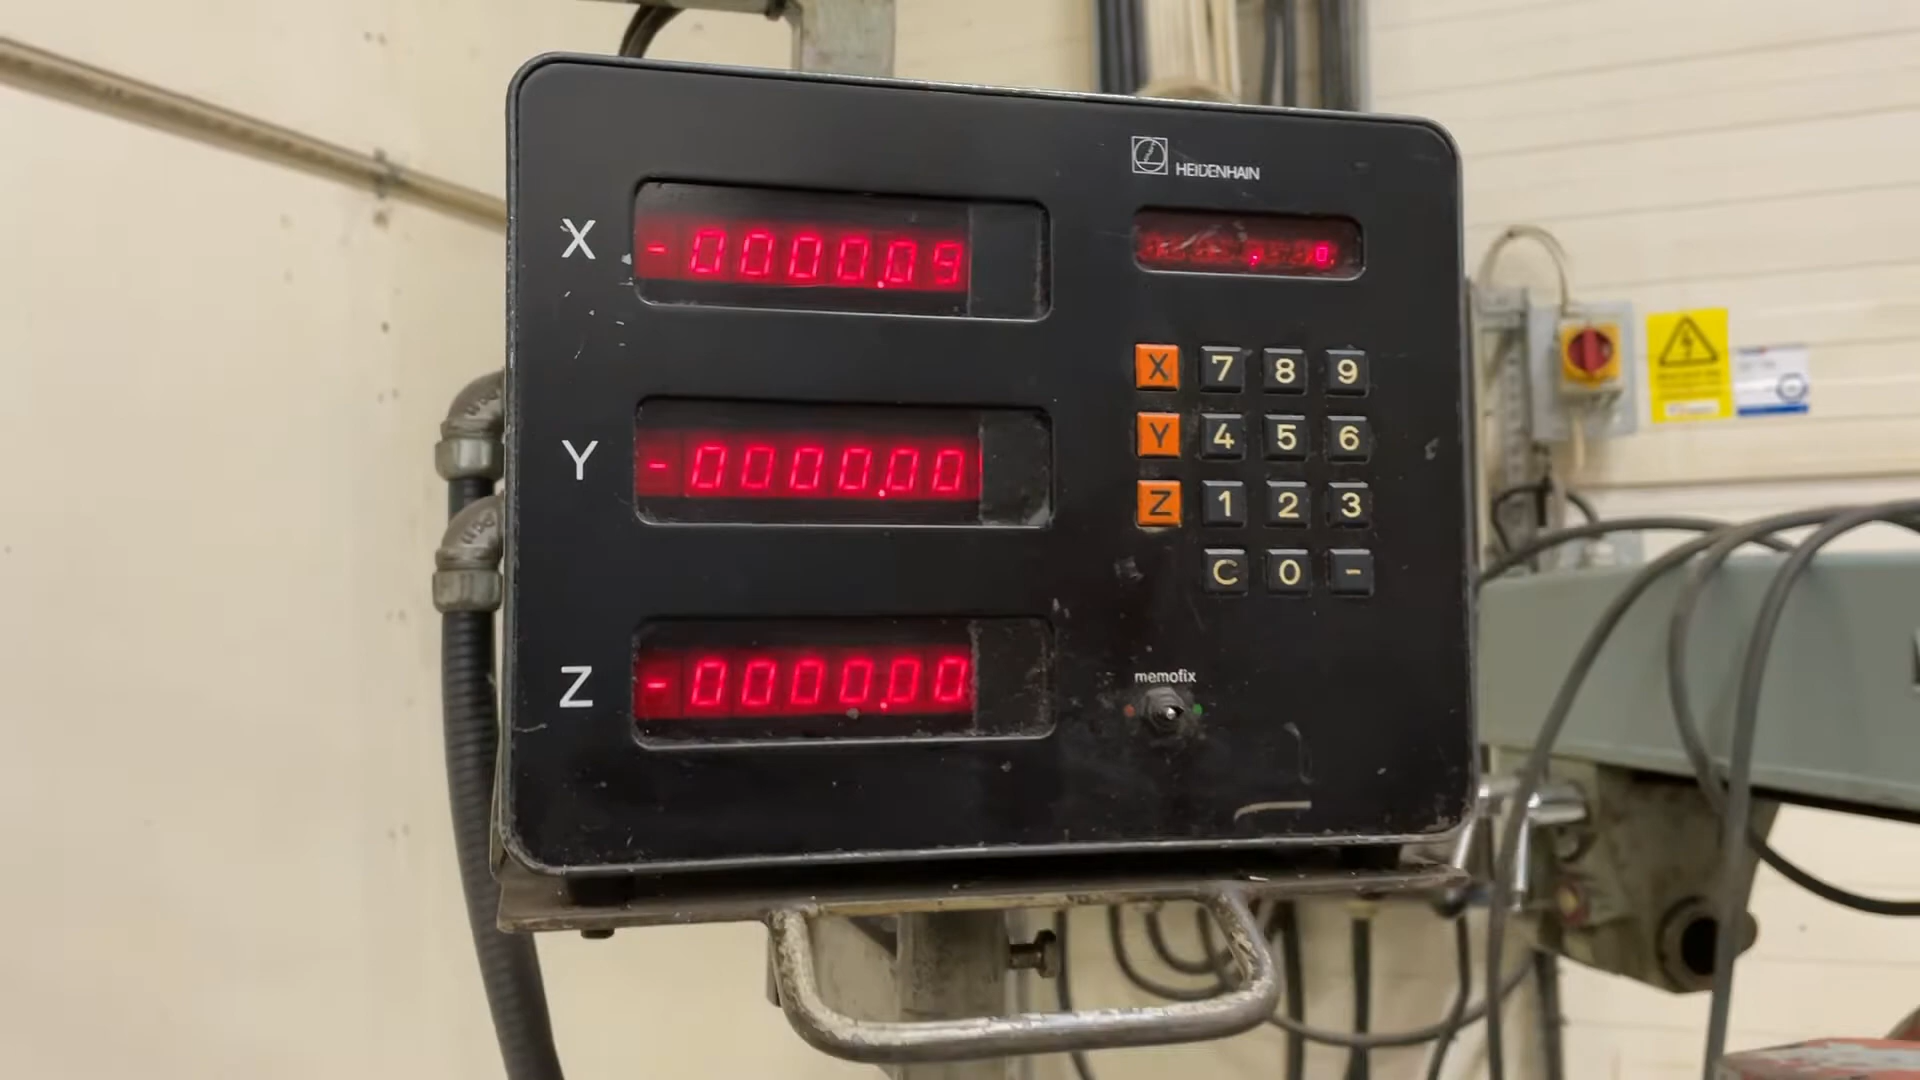 HEIDENHAIN
X -0000.09
Y -0000.00
Z -0000.00
X 7 8 9
Y 4 5 6
Z 1 2 3
C 0 -
memofix